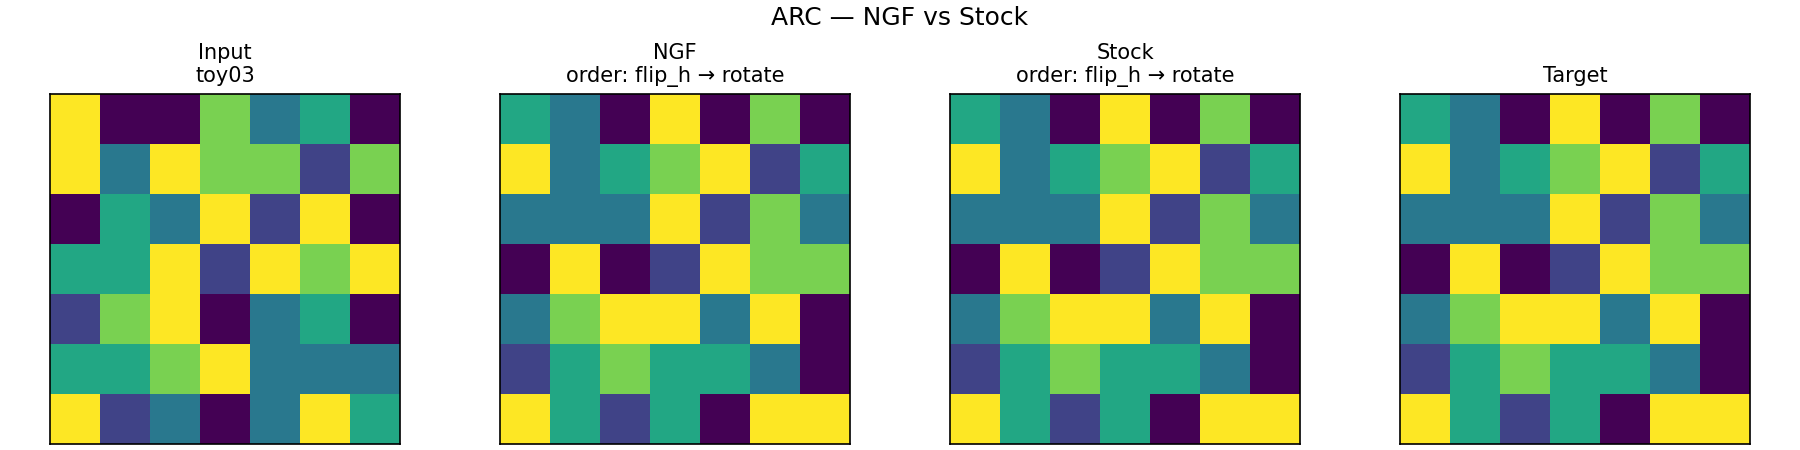 ARC — NGF vs Stock
Input
toy03
NGF
order: flip_h → rotate
Stock
order: flip_h → rotate
Target